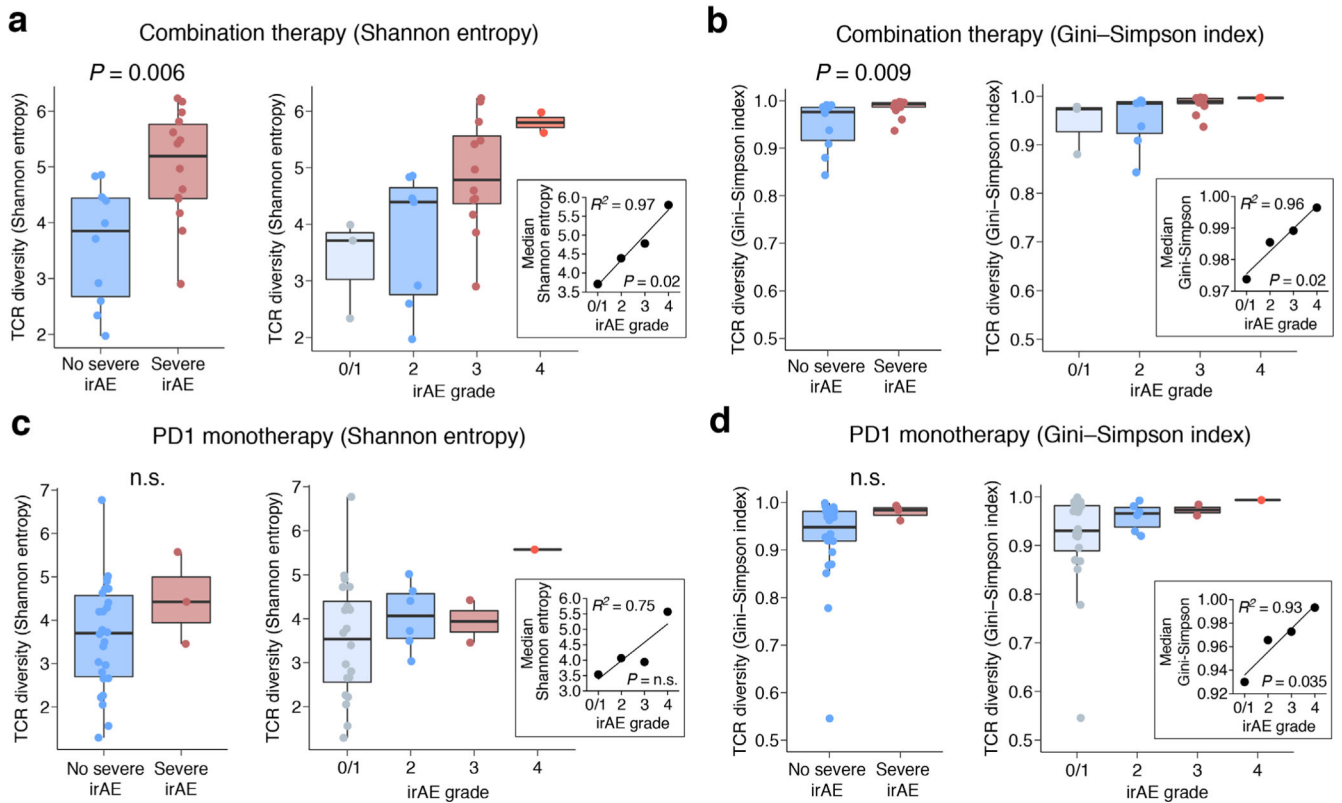 a
Combination therapy (Shannon entropy)
P = 0.006
TCR diversity (Shannon entropy)
6
5
4
3
2
No severe
irAE
Severe
irAE
TCR diversity (Shannon entropy)
6
5
4
3
2
0/1
2
3
4
irAE grade
Median
Shannon entropy
6.0
5.5
5.0
4.5
4.0
3.5
R² = 0.97
P = 0.02
0/1
2
3
4
irAE grade
b
Combination therapy (Gini–Simpson index)
P = 0.009
TCR diversity (Gini–Simpson index)
1.0
0.9
0.8
0.7
0.6
0.5
No severe
irAE
Severe
irAE
TCR diversity (Gini–Simpson index)
1.0
0.9
0.8
0.7
0.6
0.5
0/1
2
3
4
irAE grade
Median
Gini–Simpson
1.00
0.99
0.98
0.97
R² = 0.96
P = 0.02
0/1
2
3
4
irAE grade
c
PD1 monotherapy (Shannon entropy)
n.s.
TCR diversity (Shannon entropy)
7
6
5
4
3
2
1
No severe
irAE
Severe
irAE
TCR diversity (Shannon entropy)
7
6
5
4
3
2
1
0/1
2
3
4
irAE grade
Median
Shannon entropy
6.0
5.5
5.0
4.5
4.0
3.5
3.0
R² = 0.75
P = n.s.
0/1
2
3
4
irAE grade
d
PD1 monotherapy (Gini–Simpson index)
n.s.
TCR diversity (Gini–Simpson index)
1.0
0.9
0.8
0.7
0.6
0.5
No severe
irAE
Severe
irAE
TCR diversity (Gini–Simpson index)
1.0
0.9
0.8
0.7
0.6
0.5
0/1
2
3
4
irAE grade
Median
Gini–Simpson
1.00
0.98
0.96
0.94
0.92
R² = 0.93
P = 0.035
0/1
2
3
4
irAE grade